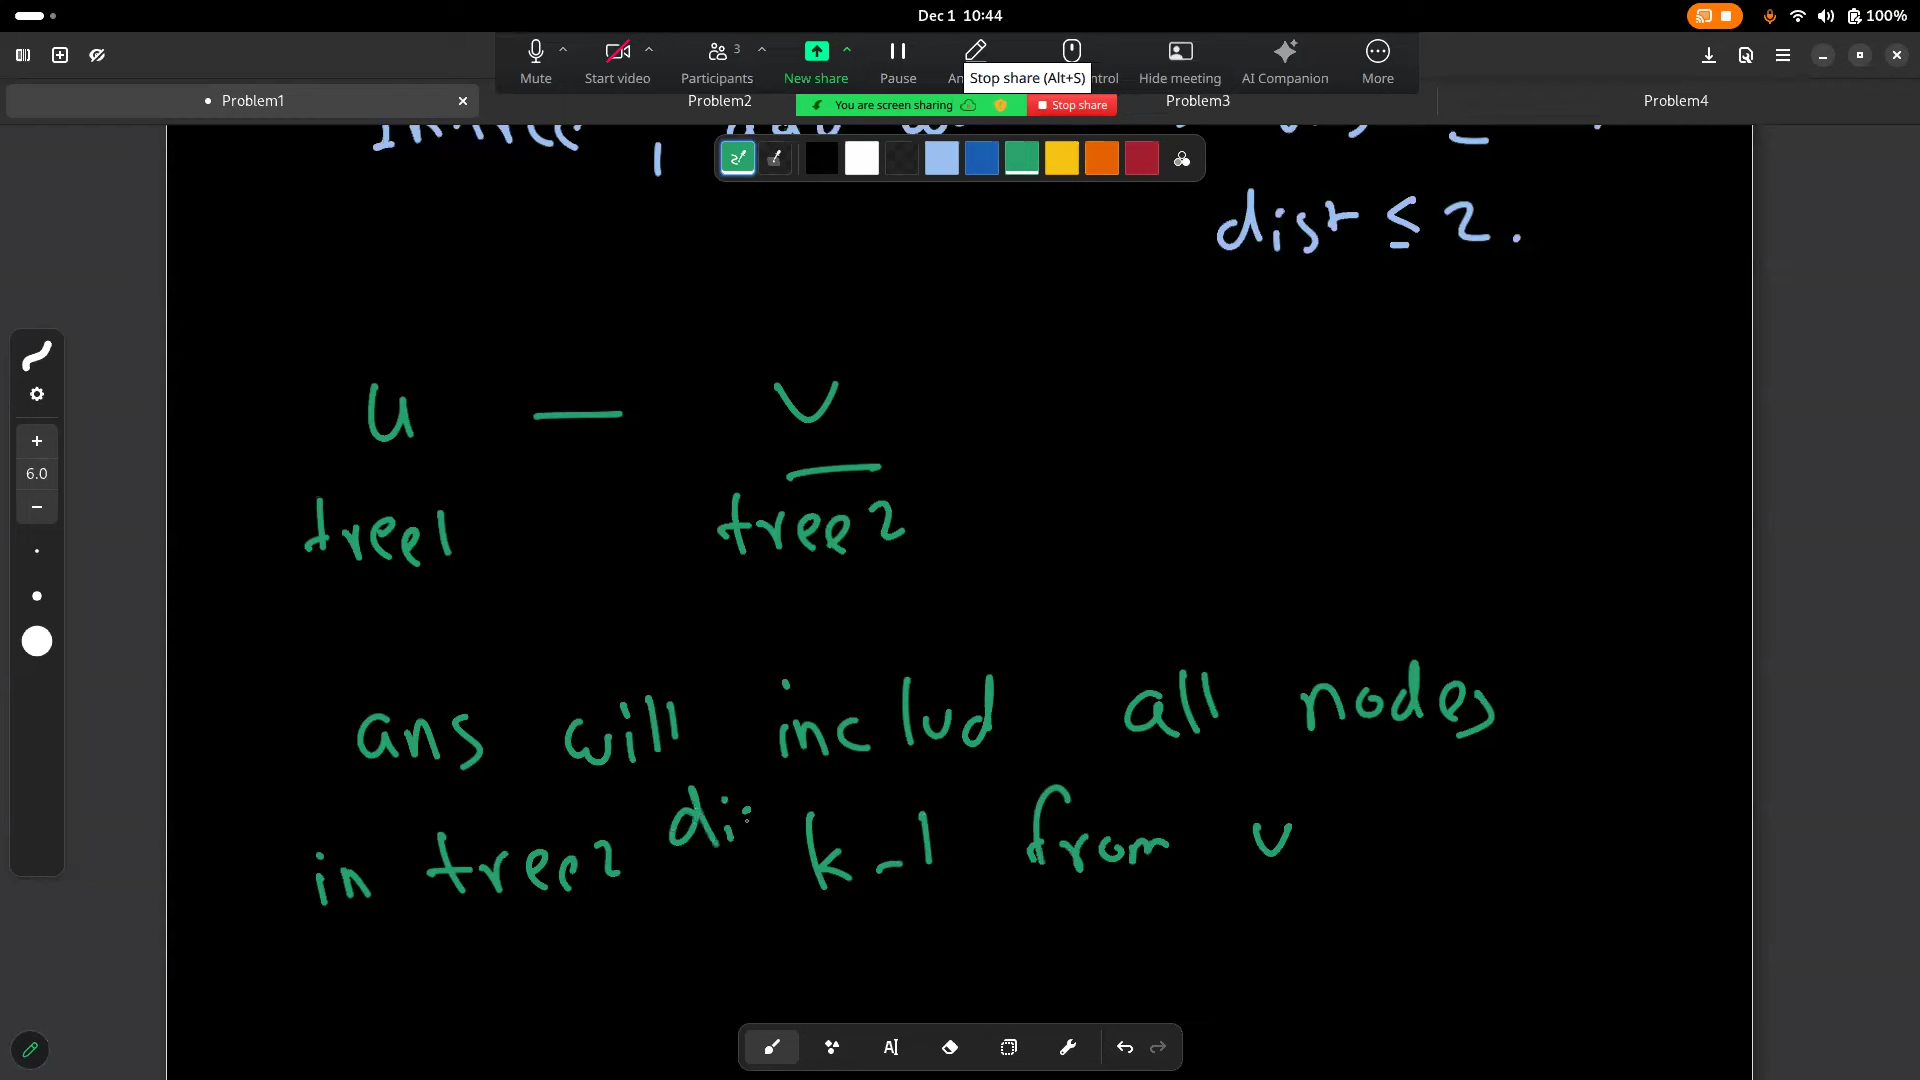 Dec 1 10:44
100%
Mute
Start video
Participants 3
New share
Pause
An
ntrol
Hide meeting
AI Companion
More
Stop share (Alt+S)
Problem1
Problem2
You are screen sharing
Stop share
Problem3
Problem4
dist ≤ 2.
u — v
tree1 tree2
6.0
ans will includ all nodes
in tree2 di k-1 from v